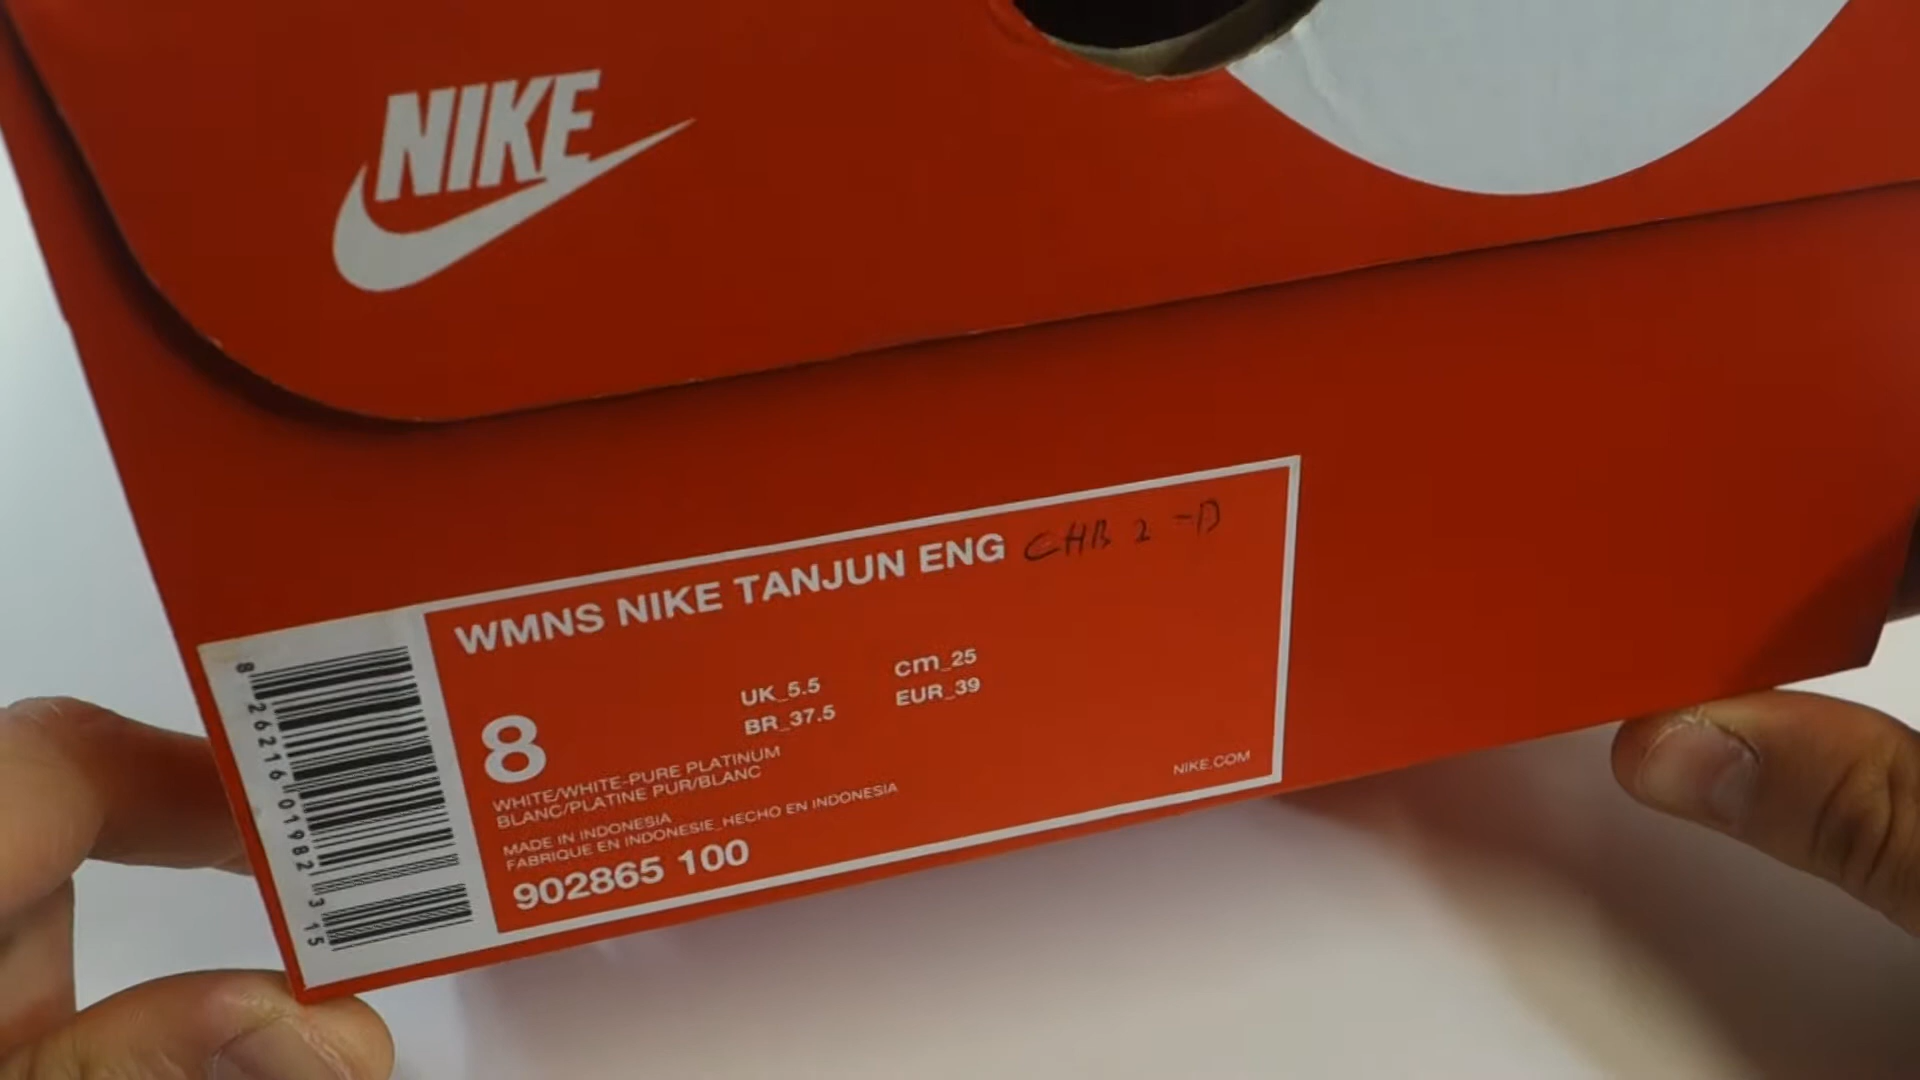 NIKE
WMNS NIKE TANJUN ENG CHB 2 -D
UK_5.5 cm_25
BR_37.5 EUR_39
8
WHITE/WHITE-PURE PLATINUM
BLANC/PLATINE PUR/BLANC
MADE IN INDONESIA
FABRIQUE EN INDONESIE_HECHO EN INDONESIA
902865 100
NIKE.COM
8 26216 01982 3 15